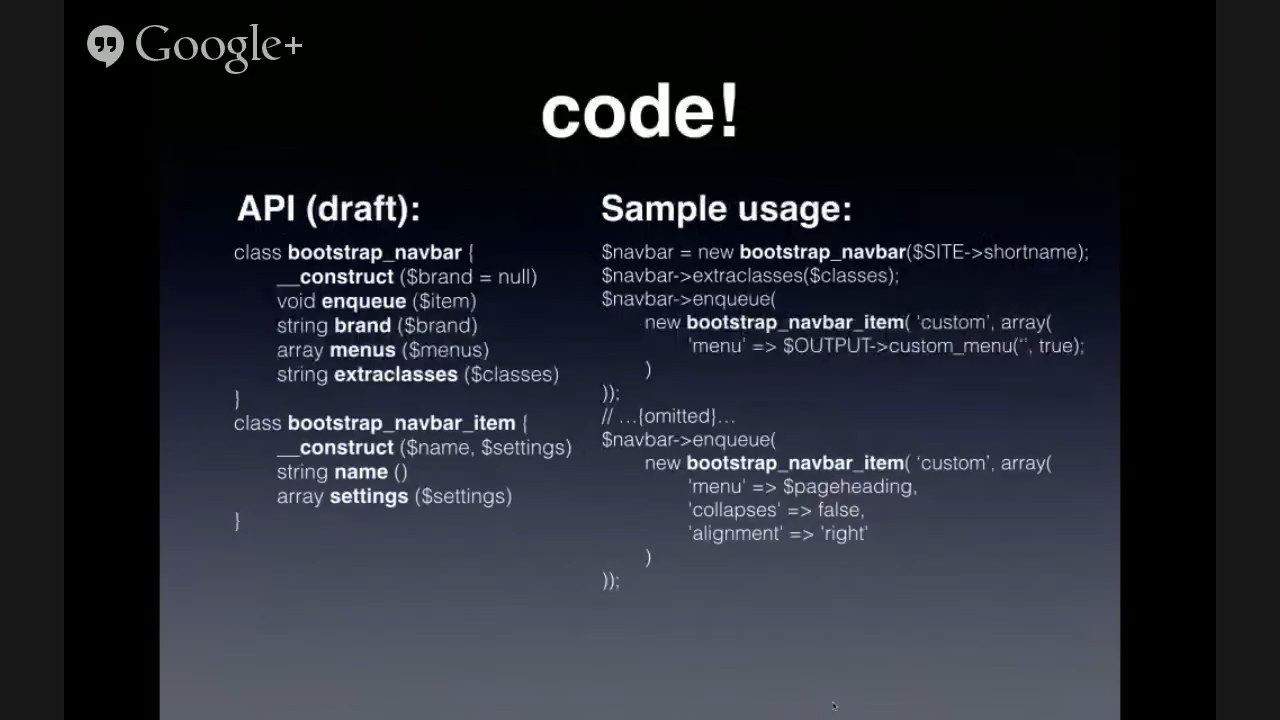 Google+
code!
API (draft):
class bootstrap_navbar {
__construct ($brand = null)
void enqueue ($item)
string brand ($brand)
array menus ($menus)
string extraclasses ($classes)
}
class bootstrap_navbar_item {
__construct ($name, $settings)
string name ()
array settings ($settings)
}
Sample usage:
$navbar = new bootstrap_navbar($SITE->shortname);
$navbar->extraclasses($classes);
$navbar->enqueue(
new bootstrap_navbar_item( ‘custom’, array(
'menu' => $OUTPUT->custom_menu(‘’, true);
)
));
// …{omitted}…
$navbar->enqueue(
new bootstrap_navbar_item( ‘custom’, array(
'menu' => $pageheading,
'collapses' => false,
'alignment' => 'right'
)
));